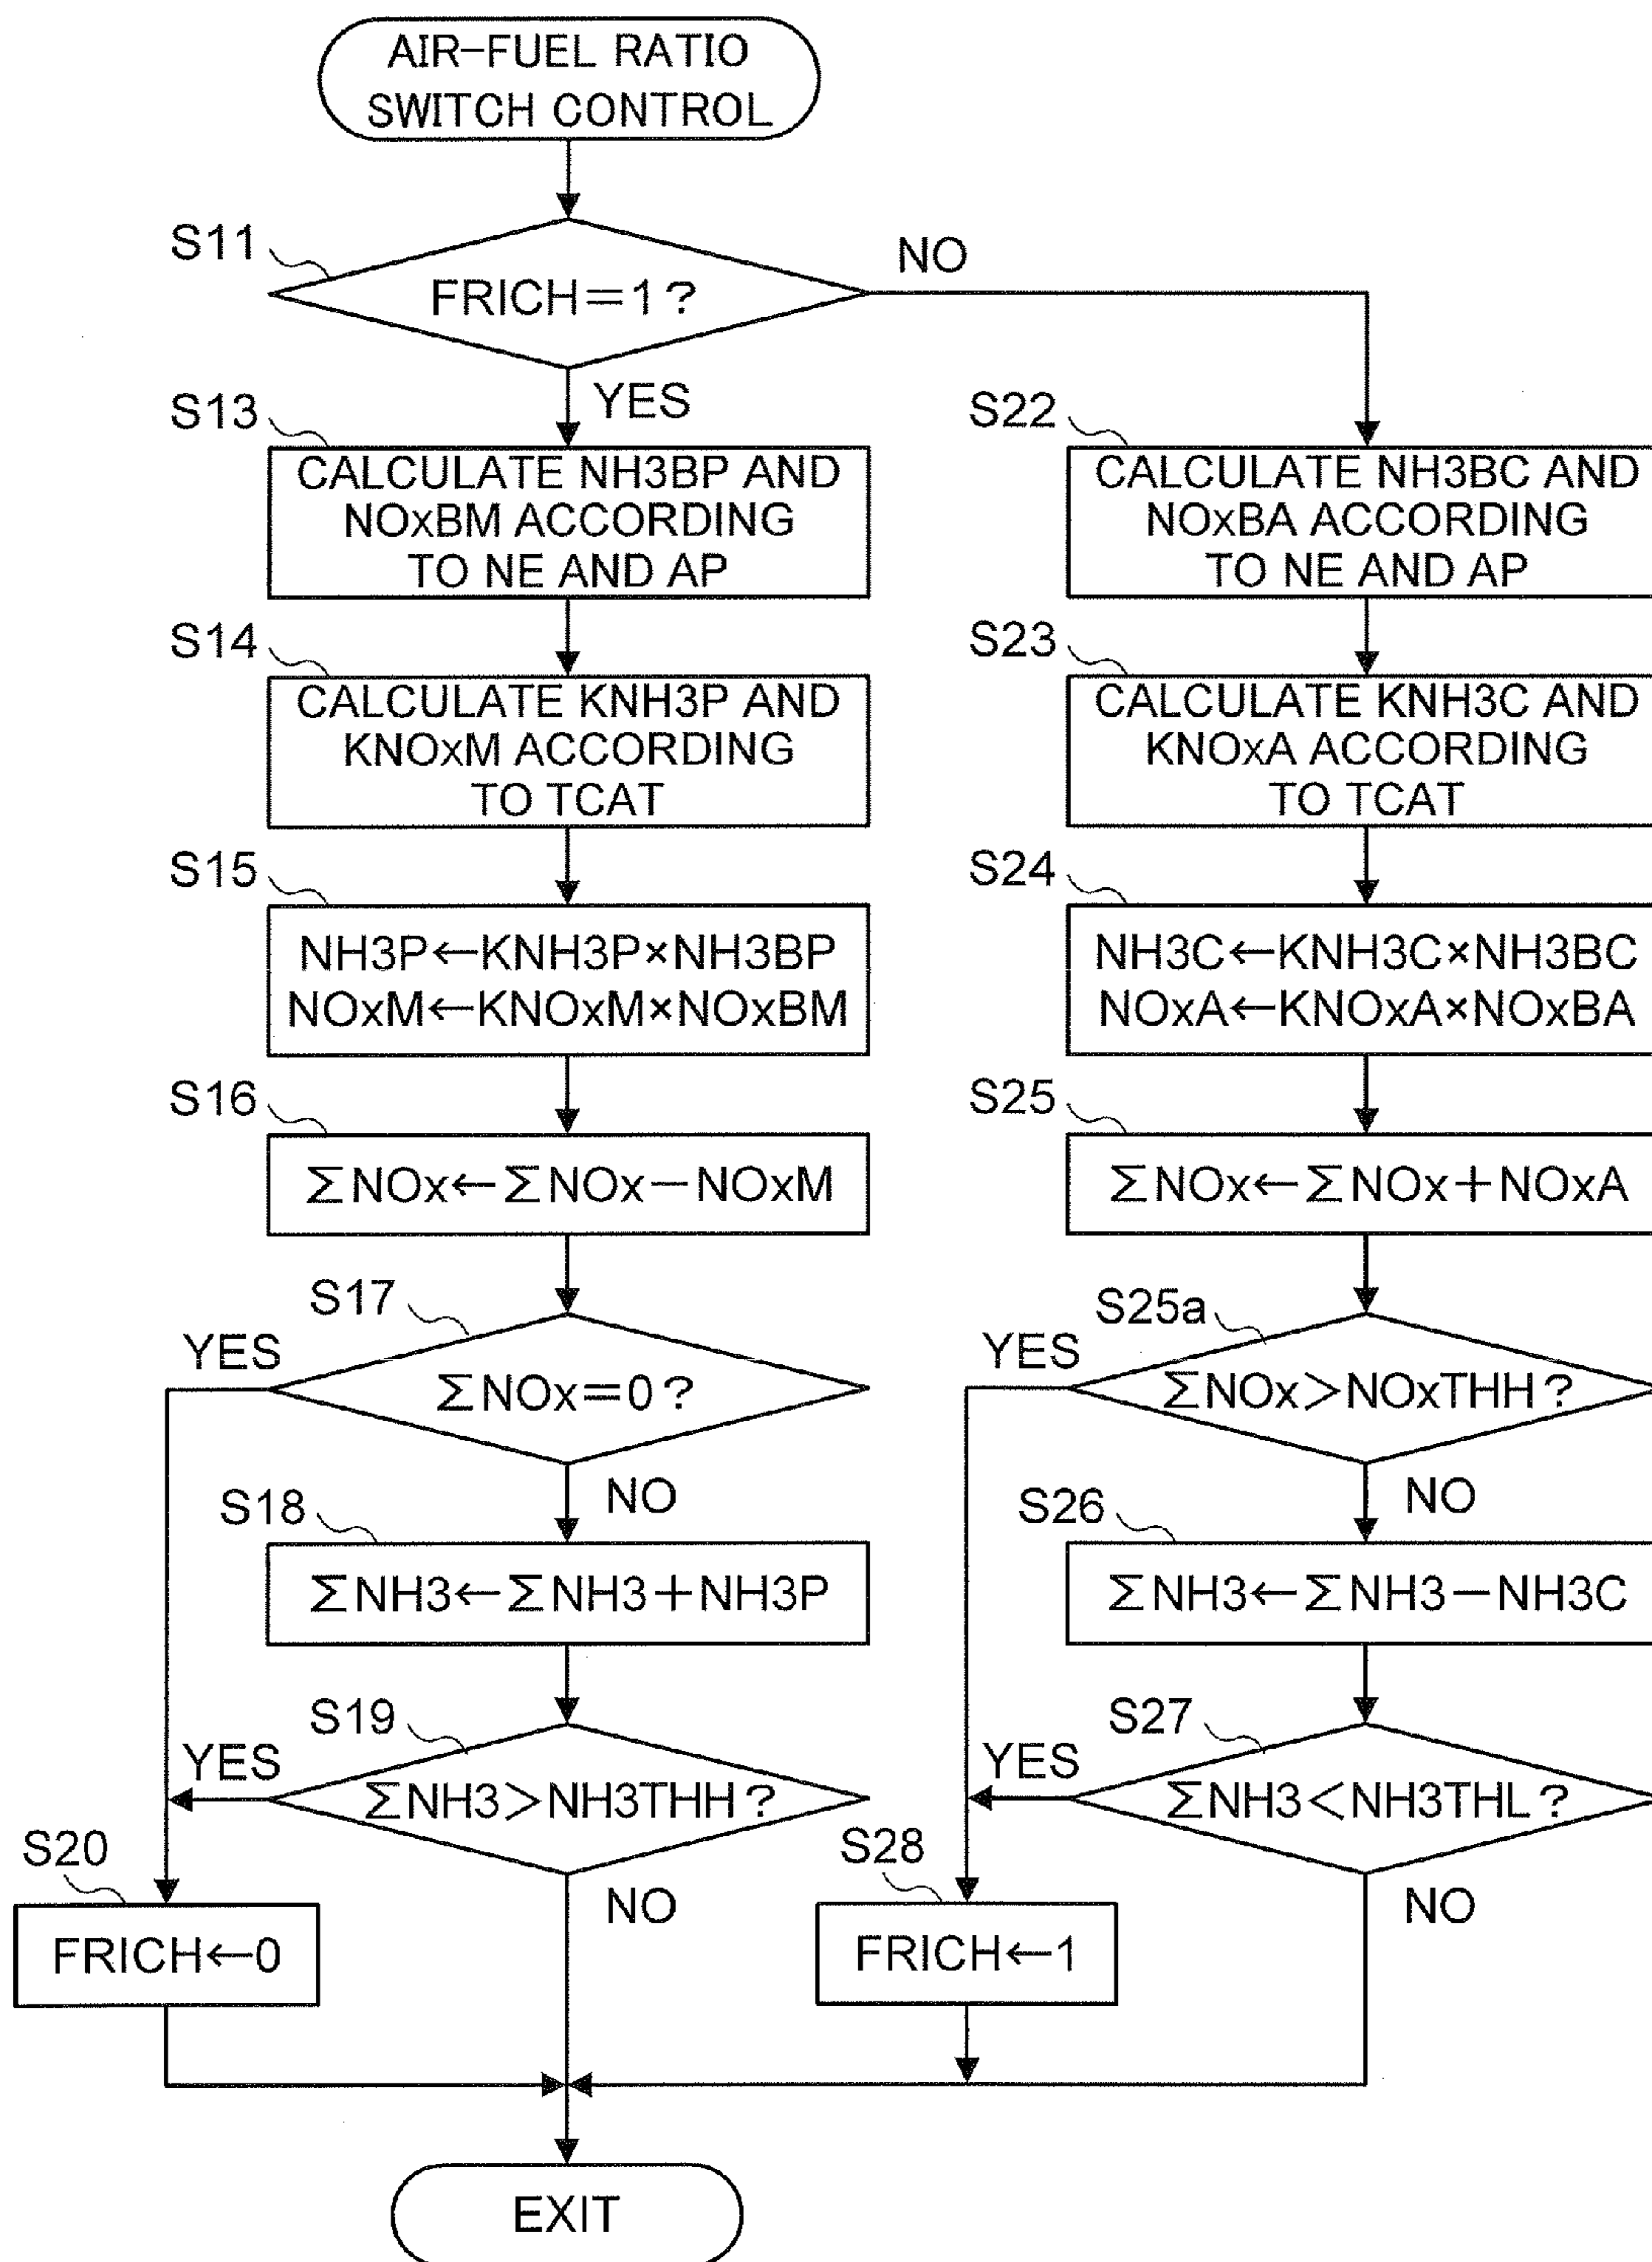 AIR-FUEL RATIO
SWITCH CONTROL
S11
FRICH=1?
NO
YES
S13
CALCULATE NH3BP AND
NOxBM ACCORDING
TO NE AND AP
S14
CALCULATE KNH3P AND
KNOxM ACCORDING
TO TCAT
S15
NH3P←KNH3P×NH3BP
NOxM←KNOxM×NOxBM
S16
ΣNOx←ΣNOx−NOxM
S17
YES
ΣNOx=0?
NO
S18
ΣNH3←ΣNH3+NH3P
S19
YES
ΣNH3>NH3THH?
NO
S20
FRICH←0
S22
CALCULATE NH3BC AND
NOxBA ACCORDING
TO NE AND AP
S23
CALCULATE KNH3C AND
KNOxA ACCORDING
TO TCAT
S24
NH3C←KNH3C×NH3BC
NOxA←KNOxA×NOxBA
S25
ΣNOx←ΣNOx+NOxA
S25a
YES
ΣNOx>NOxTHH?
NO
S26
ΣNH3←ΣNH3−NH3C
S27
YES
ΣNH3<NH3THL?
NO
S28
FRICH←1
EXIT